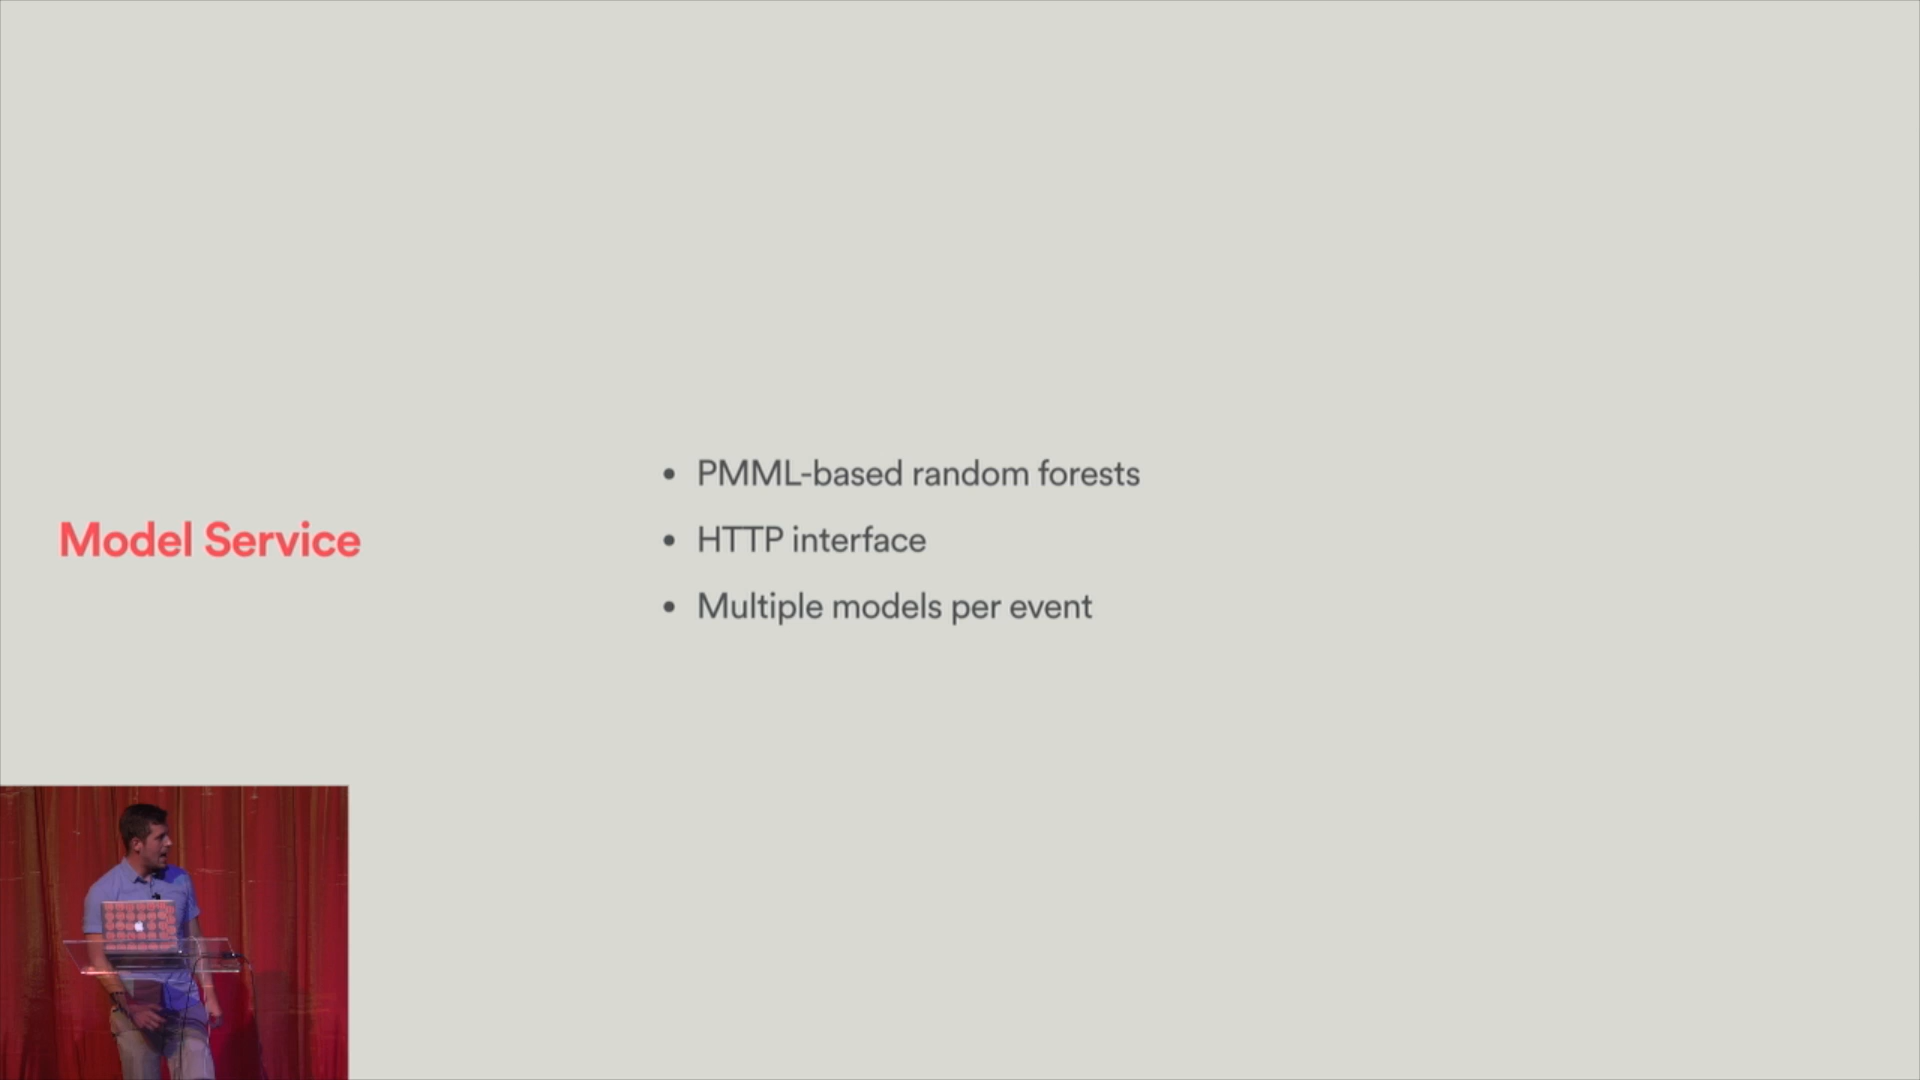 Model Service
• PMML-based random forests
• HTTP interface
• Multiple models per event